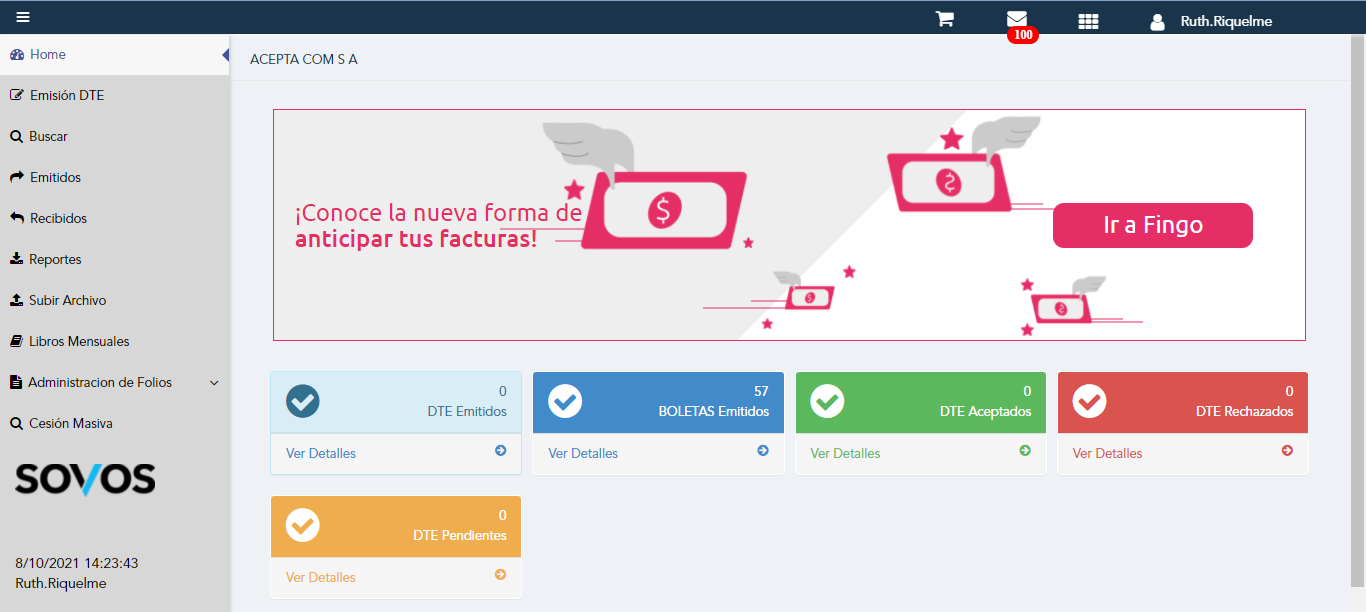 Ruth.Riquelme
100
Home
ACEPTA COM S A
Emisión DTE
Buscar
Emitidos
Recibidos
Reportes
Subir Archivo
Libros Mensuales
Administracion de Folios
Cesión Masiva
SOVOS
8/10/2021 14:23:43
Ruth.Riquelme
¡Conoce la nueva forma de
anticipar tus facturas!
$
$
$
$
Ir a Fingo
0
DTE Emitidos
Ver Detalles
57
BOLETAS Emitidos
Ver Detalles
0
DTE Aceptados
Ver Detalles
0
DTE Rechazados
Ver Detalles
0
DTE Pendientes
Ver Detalles